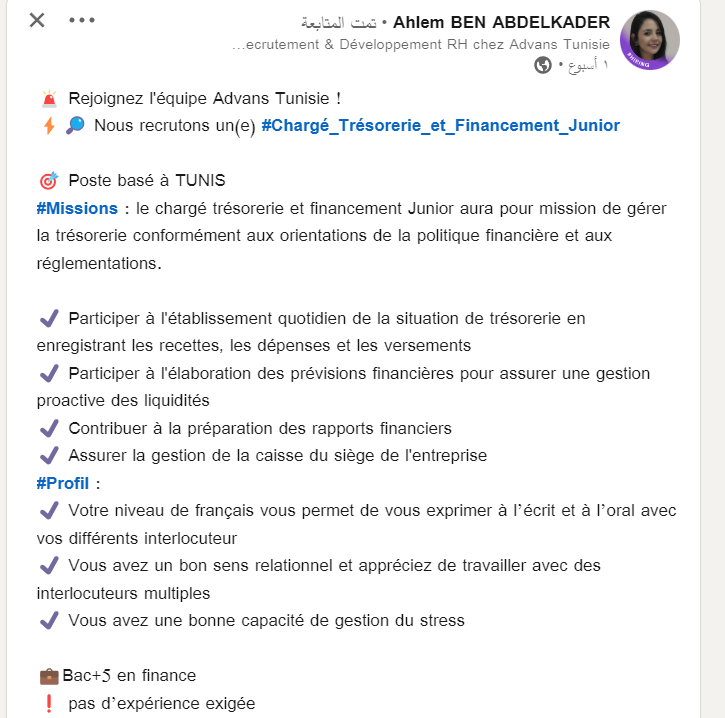 Ahlem BEN ABDELKADER • تمت المتابعة
...ecrutement & Développement RH chez Advans Tunisie
١ أسبوع •
HIRING
🚨 Rejoignez l'équipe Advans Tunisie !
⚡ 🔎 Nous recrutons un(e) #Chargé_Trésorerie_et_Financement_Junior
🎯 Poste basé à TUNIS
#Missions : le chargé trésorerie et financement Junior aura pour mission de gérer
la trésorerie conformément aux orientations de la politique financière et aux
réglementations.
✔ Participer à l'établissement quotidien de la situation de trésorerie en
enregistrant les recettes, les dépenses et les versements
✔ Participer à l'élaboration des prévisions financières pour assurer une gestion
proactive des liquidités
✔ Contribuer à la préparation des rapports financiers
✔ Assurer la gestion de la caisse du siège de l'entreprise
#Profil :
✔ Votre niveau de français vous permet de vous exprimer à l’écrit et à l’oral avec
vos différents interlocuteur
✔ Vous avez un bon sens relationnel et appréciez de travailler avec des
interlocuteurs multiples
✔ Vous avez une bonne capacité de gestion du stress
💼Bac+5 en finance
❗ pas d’expérience exigée